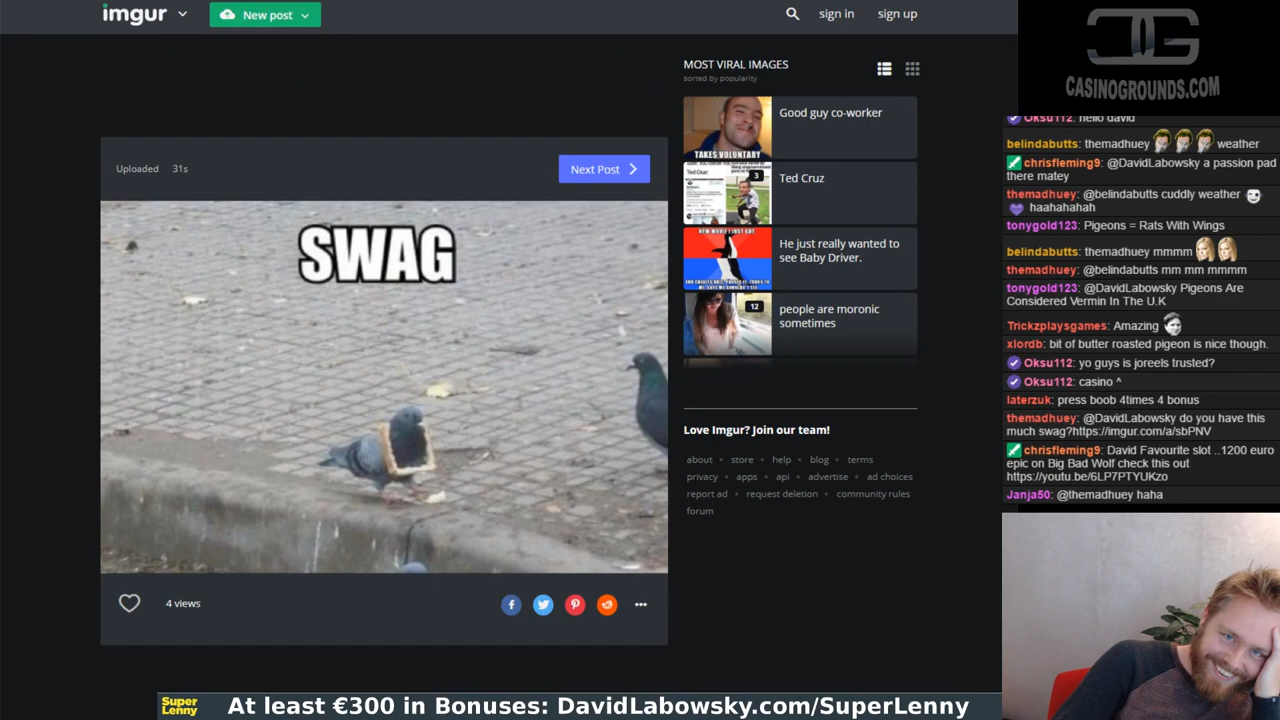 imgur
New post
sign in
sign up
Uploaded 31s
Next Post
SWAG
4 views
MOST VIRAL IMAGES
sorted by popularity
Good guy co-worker
TAKES VOLUNTARY
Ted Cruz
Ted Cruz
3
He just really wanted to
see Baby Driver.
NEW MOVIE I JUST GOT
people are moronic
sometimes
12
Love Imgur? Join our team!
about store help blog terms
privacy apps api advertise ad choices
report ad request deletion community rules
forum
CASINOGROUNDS.COM
Oksu112: hello david
belindabutts: themadhuey weather
chrisfleming9: @DavidLabowsky a passion pad
there matey
themadhuey: @belindabutts cuddly weather
haahahahah
tonygold123: Pigeons = Rats With Wings
belindabutts: themadhuey mmmm
themadhuey: @belindabutts mm mm mmmm
tonygold123: @DavidLabowsky Pigeons Are
Considered Vermin In The U.K
Trickzplaysgames: Amazing
xlordb: bit of butter roasted pigeon is nice though.
Oksu112: yo guys is joreels trusted?
Oksu112: casino ^
laterzuk: press boob 4times 4 bonus
themadhuey: @DavidLabowsky do you have this
much swag?https://imgur.com/a/sbPNV
chrisfleming9: David Favourite slot ..1200 euro
epic on Big Bad Wolf check this out
https://youtu.be/6LP7PTYUKzo
Janja50: @themadhuey haha
Super
Lenny
At least €300 in Bonuses: DavidLabowsky.com/SuperLenny